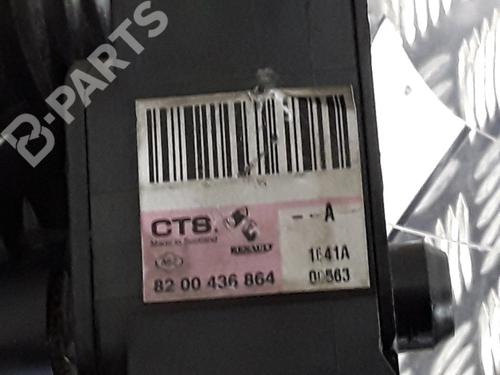 B-PARTS
CTS.
Made in Scotland
RENAULT
-- A
1641A
00563
82 00 436 864